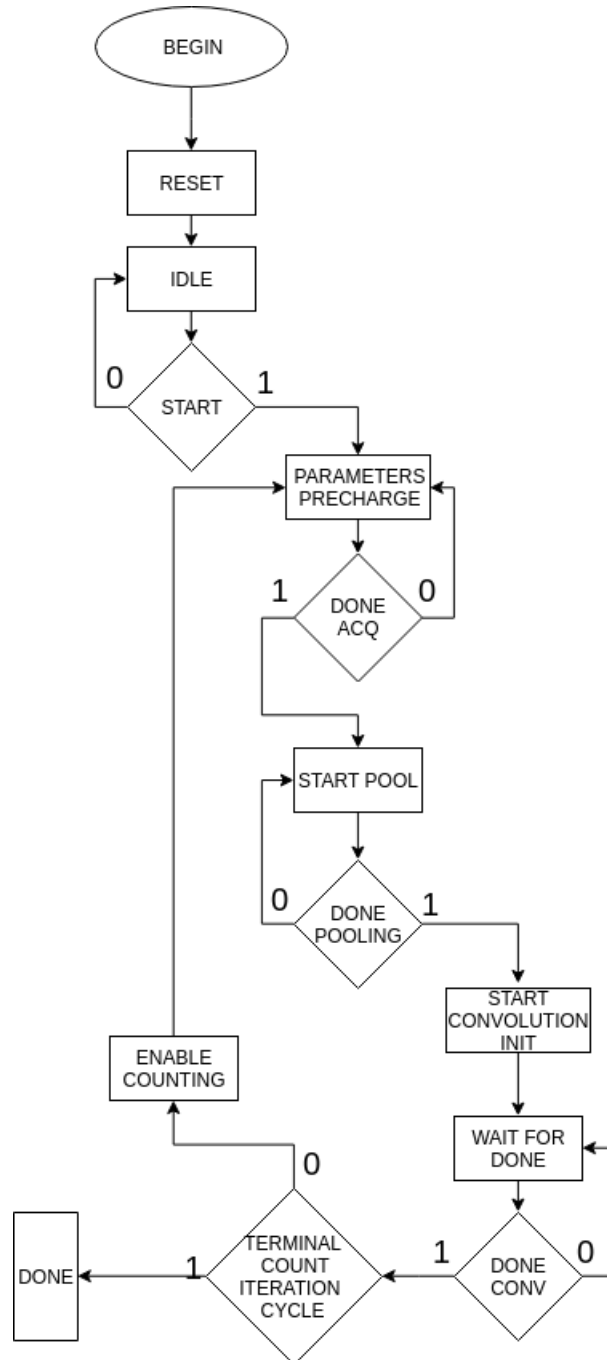 BEGIN
RESET
IDLE
0
1
START
PARAMETERS
PRECHARGE
1
0
DONE
ACQ
START POOL
0
1
DONE
POOLING
START
CONVOLUTION
INIT
ENABLE
COUNTING
WAIT FOR
DONE
0
TERMINAL
COUNT
ITERATION
CYCLE
1
0
DONE
CONV
1
DONE